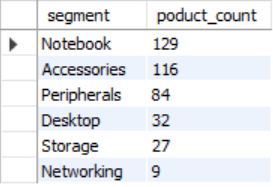 segment poduct_count
Notebook 129
Accessories 116
Peripherals 84
Desktop 32
Storage 27
Networking 9